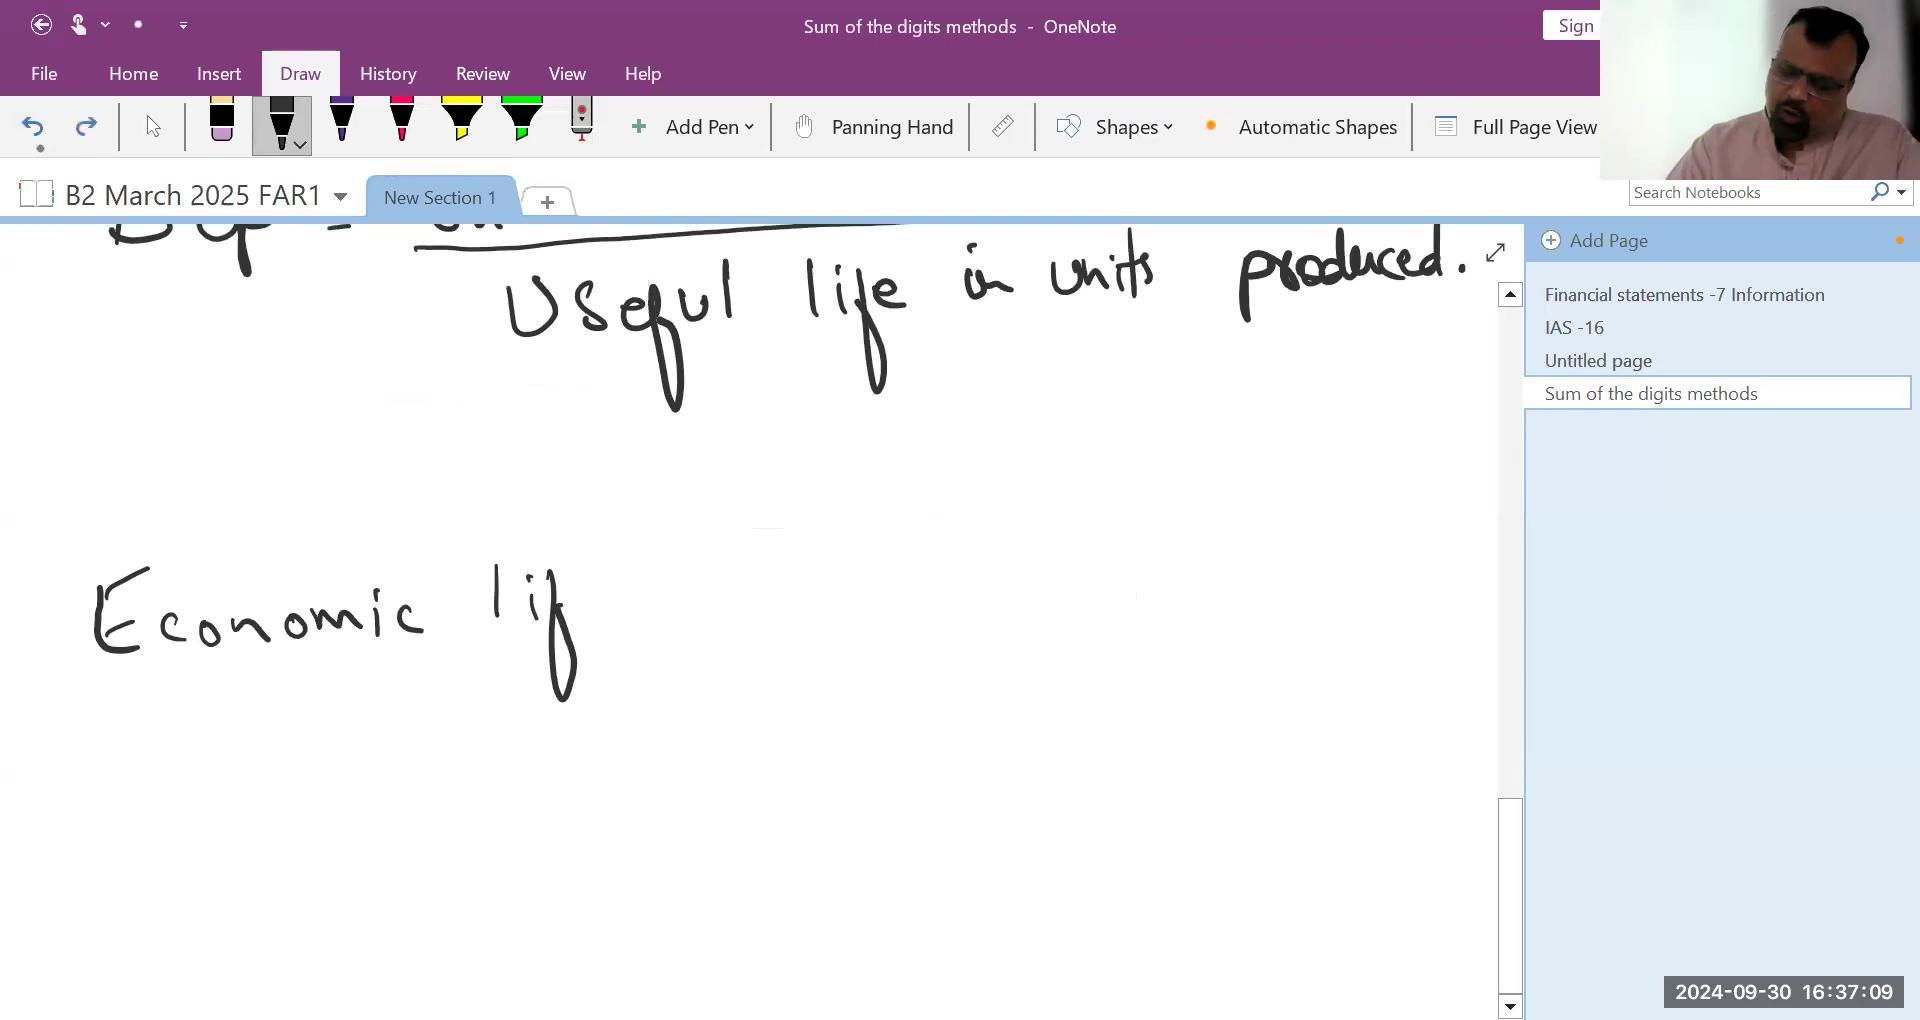 Sum of the digits methods - OneNote
Sign
File Home Insert Draw History Review View Help
Add Pen Panning Hand Shapes Automatic Shapes Full Page View
B2 March 2025 FAR1 New Section 1
Search Notebooks
Add Page
Financial statements -7 Information
IAS -16
Untitled page
Sum of the digits methods
Dep =
Useful life in units produced.
Economic lif
2024-09-30 16:37:09